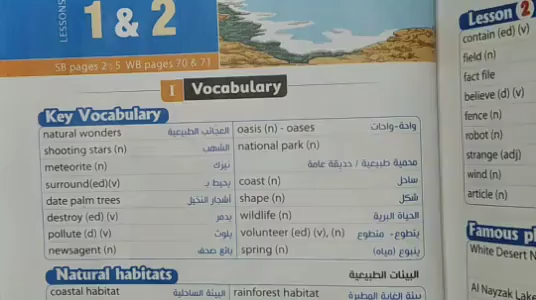 LESSONS
1 & 2
SB pages 2 : 5 WB pages 70 & 71
I Vocabulary
Key Vocabulary
natural wonders العجائب الطبيعية oasis (n) - oases واحة-واحات
shooting stars (n) الشهب national park (n)
meteorite (n) نيزك محمية طبيعية / حديقة عامة
surround(ed)(v) يحيط بـ coast (n) ساحل
date palm trees أشجار النخيل shape (n) شكل
destroy (ed) (v) يدمر wildlife (n) الحياة البرية
pollute (d) (v) يلوث volunteer (ed) (v), (n) يتطوع - متطوع
newsagent (n) بائع صحف spring (n) ينبوع (مياه)
Natural habitats البيئات الطبيعية
coastal habitat البيئة الساحلية rainforest habitat بيئة الغابة المطيرة
Lesson 2
contain (ed) (v)
field (n)
fact file
believe (d) (v)
fence (n)
robot (n)
strange (adj)
wind (n)
article (n)
Famous
White Desert
Al Nayzak Lake